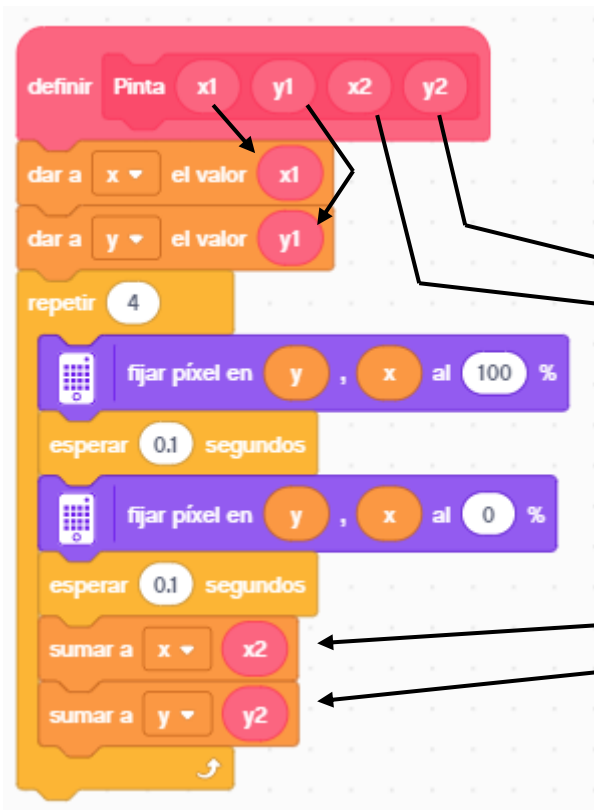 definir Pinta x1 y1 x2 y2
dar a x el valor x1
dar a y el valor y1
repetir 4
fijar píxel en y , x al 100 %
esperar 0.1 segundos
fijar píxel en y , x al 0 %
esperar 0.1 segundos
sumar a x x2
sumar a y y2